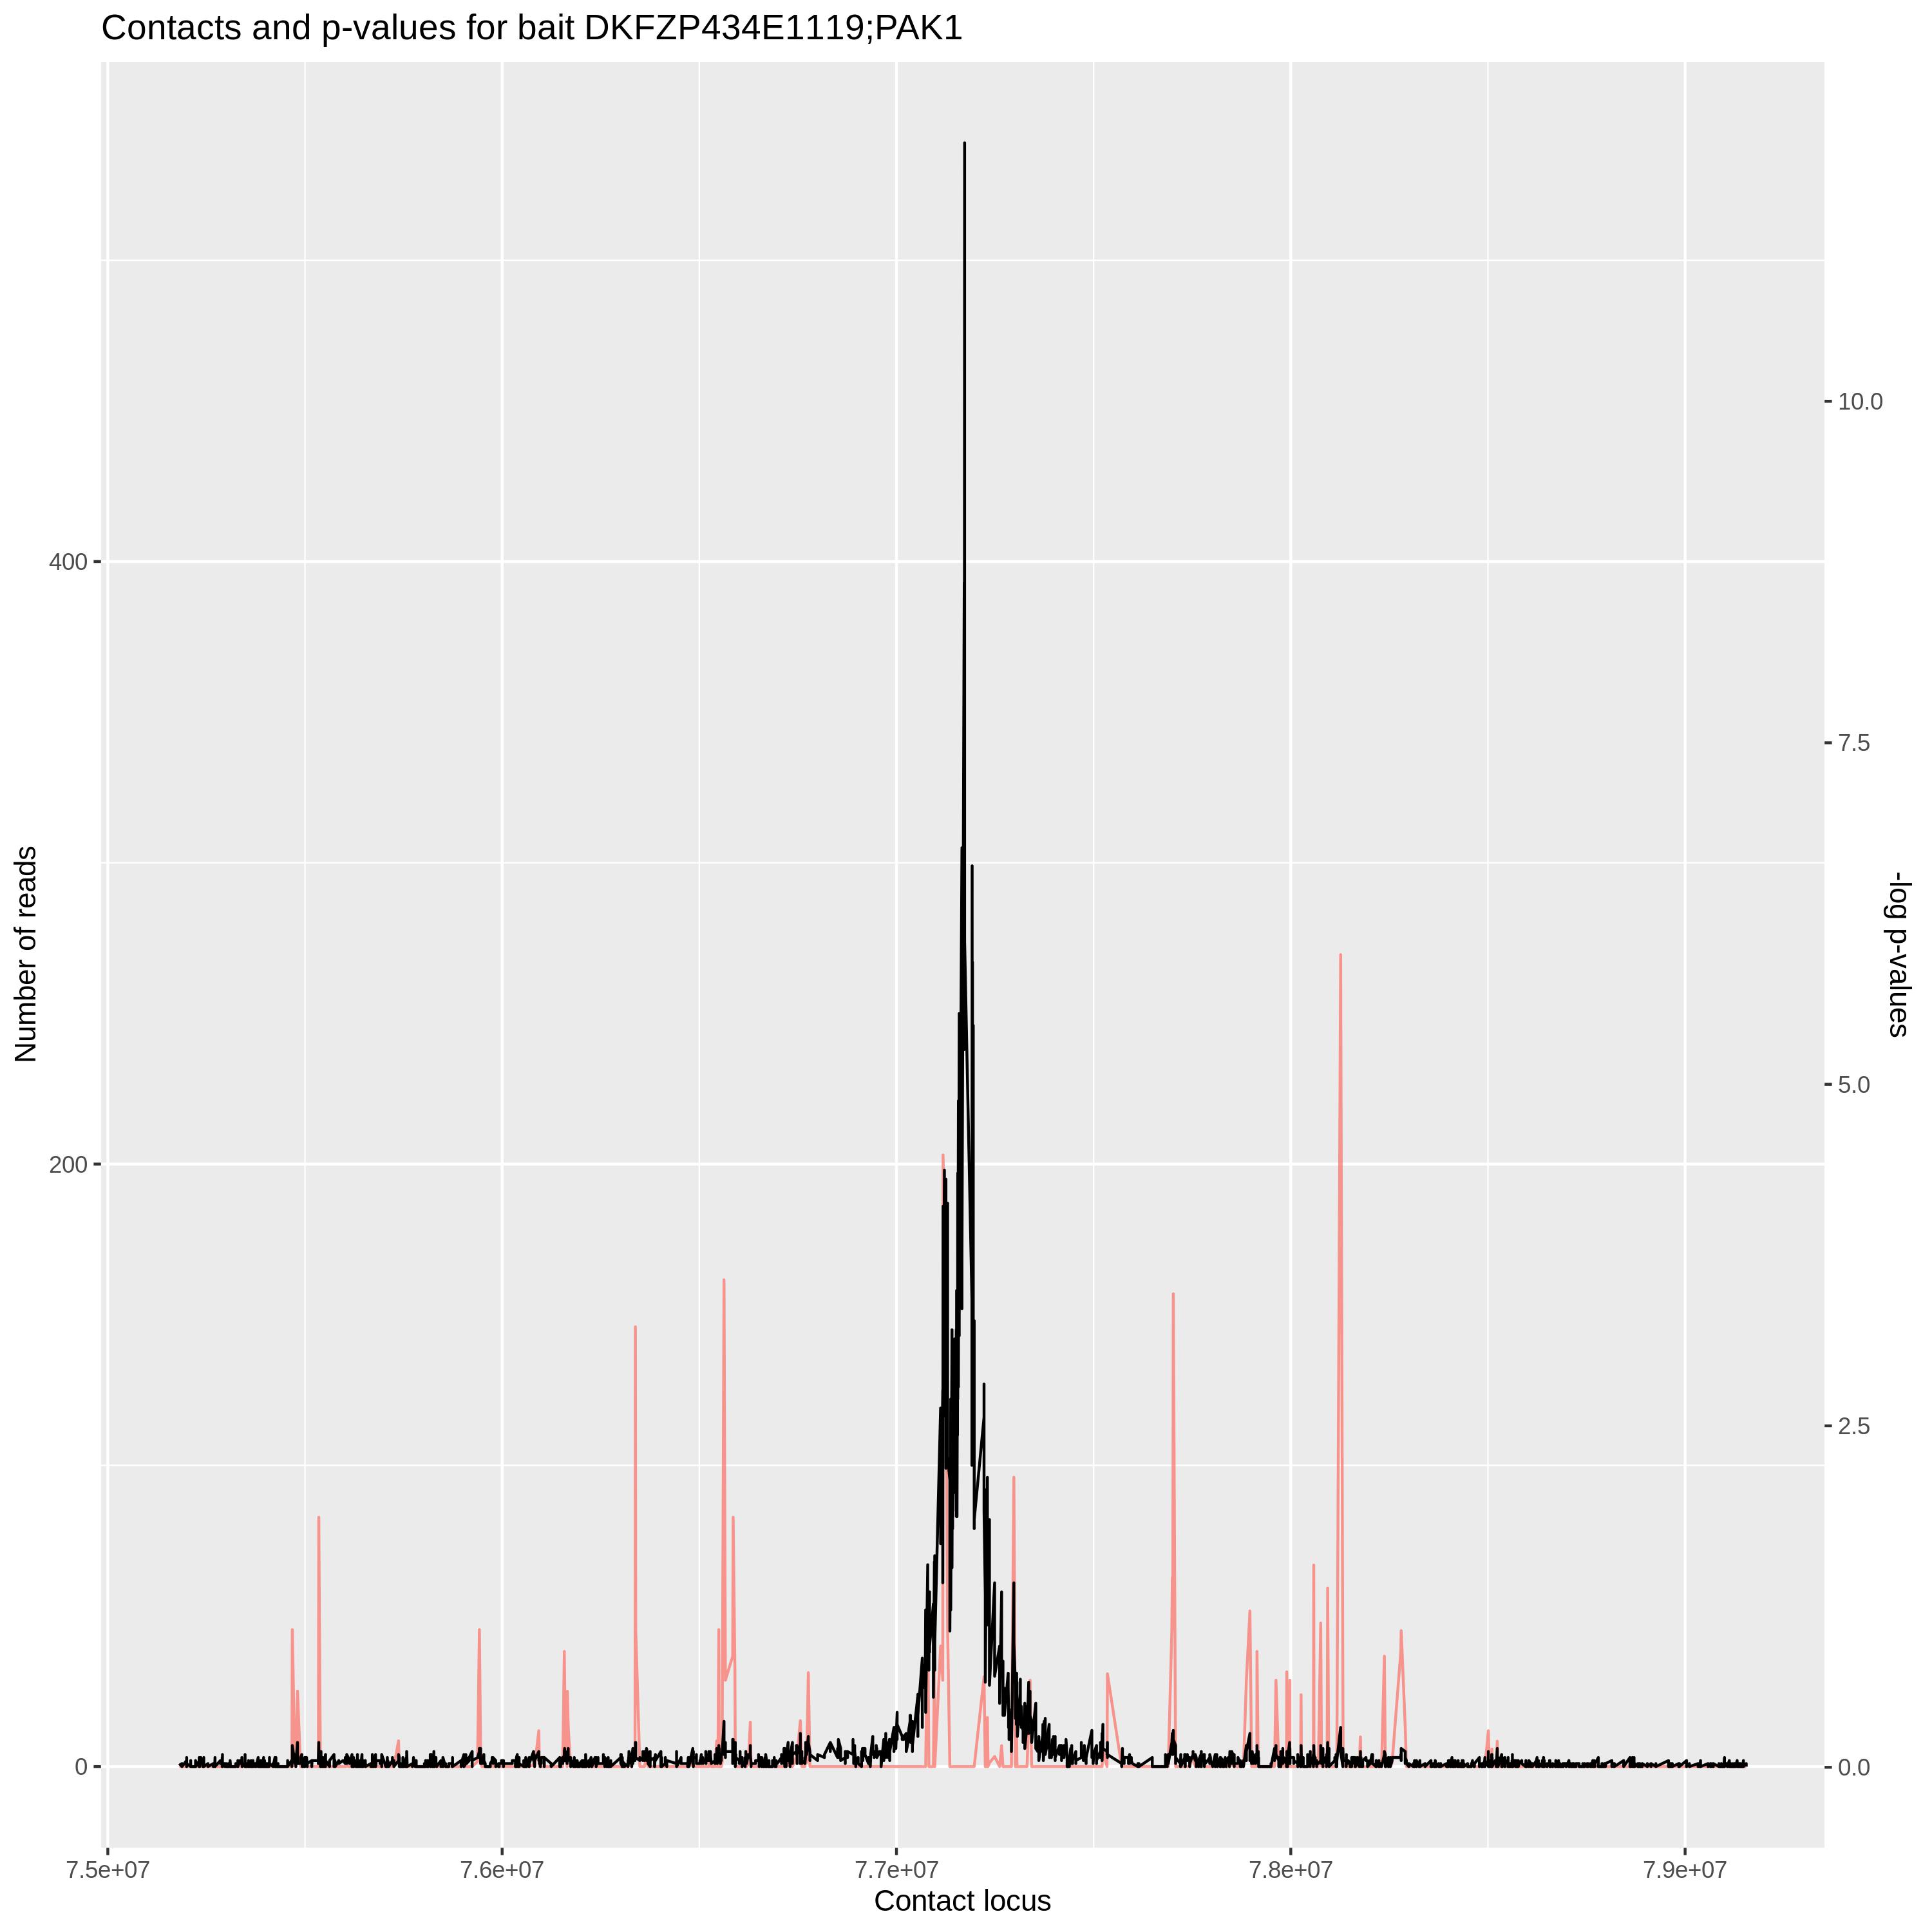 Contacts and p-values for bait DKFZP434E1119;PAK1
Number of reads
400
200
0
10.0
7.5
5.0
2.5
0.0
-log p-values
7.5e+07 7.6e+07 7.7e+07 7.8e+07 7.9e+07
Contact locus